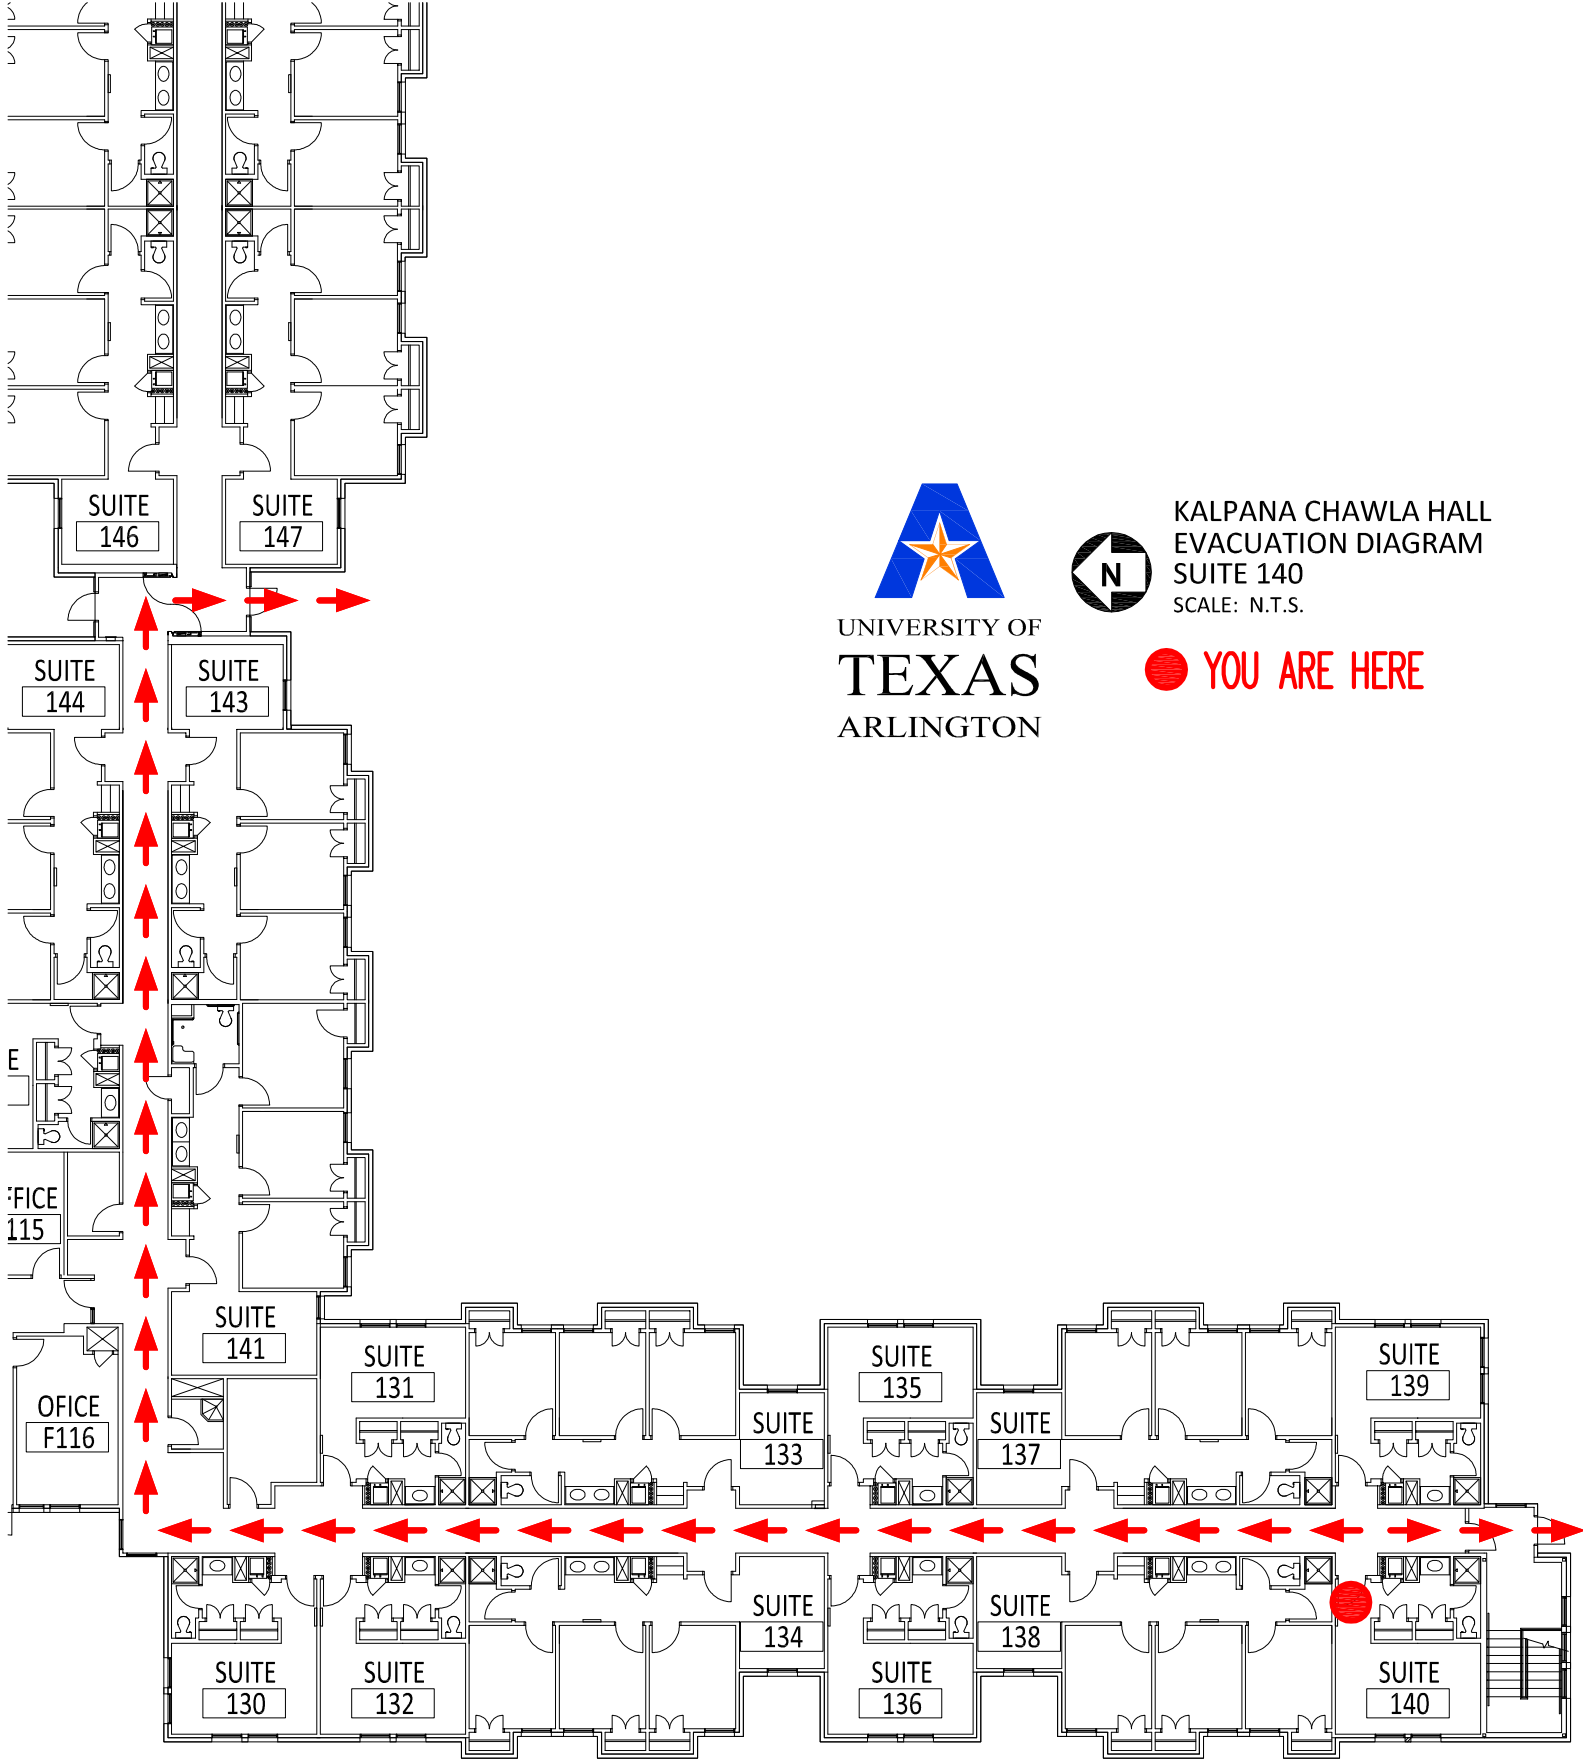 SUITE
146
SUITE
147
KALPANA CHAWLA HALL
EVACUATION DIAGRAM
SUITE 140
SCALE: N.T.S.
N
YOU ARE HERE
UNIVERSITY OF
TEXAS
ARLINGTON
SUITE
144
SUITE
143
E
FFICE
115
SUITE
141
OFICE
F116
SUITE
131
SUITE
133
SUITE
135
SUITE
137
SUITE
139
SUITE
130
SUITE
132
SUITE
134
SUITE
136
SUITE
138
SUITE
140